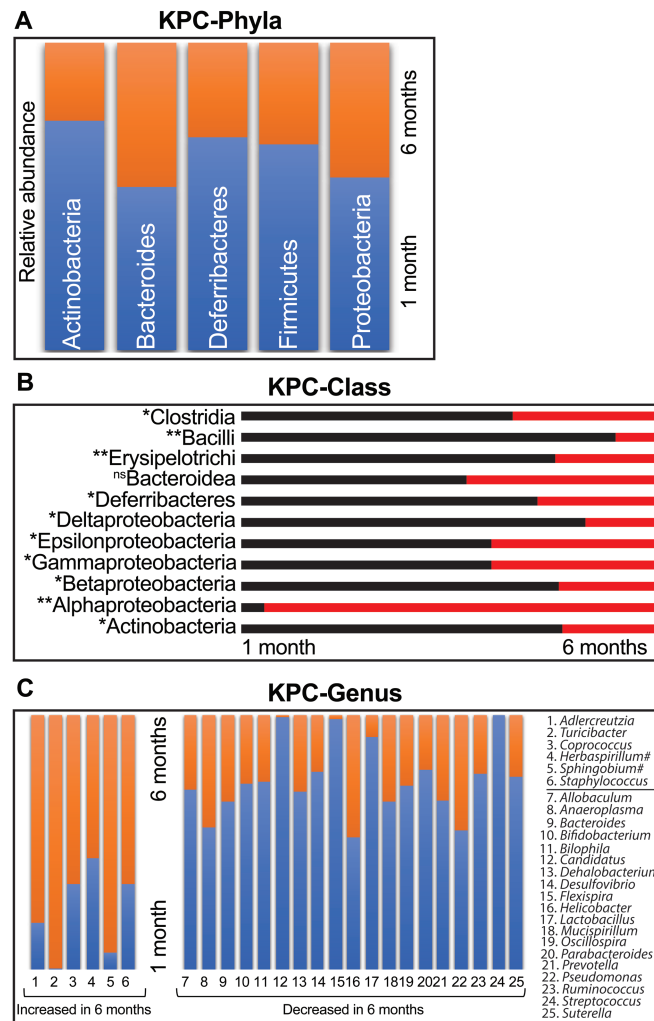 A
KPC-Phyla
Relative abundance
Actinobacteria
Bacteroides
Deferribacteres
Firmicutes
Proteobacteria
6 months
1 month
B
KPC-Class
*Clostridia
**Bacilli
**Erysipelotrichi
nsBacteroidea
*Deferribacteres
*Deltaproteobacteria
*Epsilonproteobacteria
*Gammaproteobacteria
*Betaproteobacteria
**Alphaproteobacteria
*Actinobacteria
1 month 6 months
C
KPC-Genus
6 months
1 month
1 2 3 4 5 6
Increased in 6 months
7 8 9 10 11 12 13 14 15 16 17 18 19 20 21 22 23 24 25
Decreased in 6 months
1. Adlercreutzia
2. Turicibacter
3. Coprococcus
4. Herbaspirillum#
5. Sphingobium#
6. Staphylococcus
7. Allobaculum
8. Anaeroplasma
9. Bacteroides
10. Bifidobacterium
11. Bilophila
12. Candidatus
13. Dehalobacterium
14. Desulfovibrio
15. Flexispira
16. Helicobacter
17. Lactobacillus
18. Mucispirillum
19. Oscillospira
20. Parabacteroides
21. Prevotella
22. Pseudomonas
23. Ruminococcus
24. Streptococcus
25. Suterella